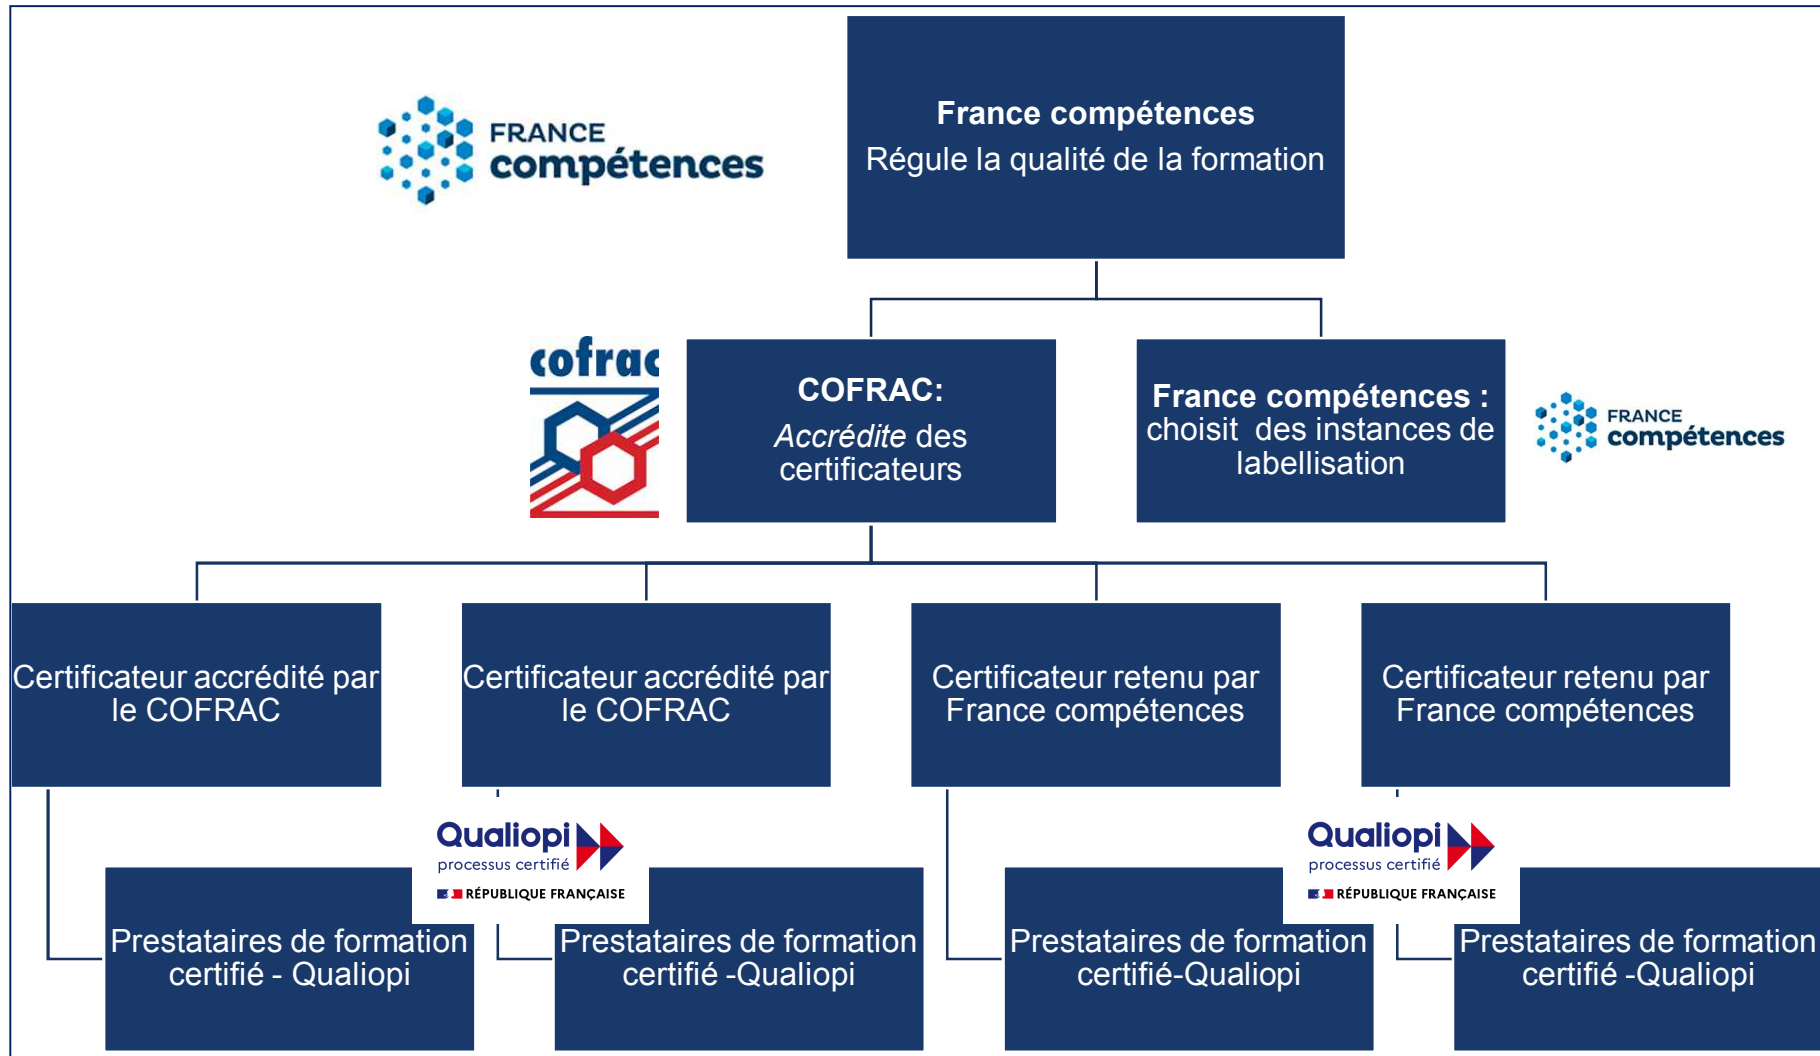 FRANCE
compétences
France compétences
Régule la qualité de la formation
cofrac
COFRAC:
Accrédite des
certificateurs
France compétences :
choisit des instances de
labellisation
FRANCE
compétences
Certificateur accrédité par
le COFRAC
Certificateur accrédité par
le COFRAC
Certificateur retenu par
France compétences
Certificateur retenu par
France compétences
Qualiopi
processus certifié
RÉPUBLIQUE FRANÇAISE
Qualiopi
processus certifié
RÉPUBLIQUE FRANÇAISE
Prestataires de formation
certifié - Qualiopi
Prestataires de formation
certifié -Qualiopi
Prestataires de formation
certifié-Qualiopi
Prestataires de formation
certifié -Qualiopi